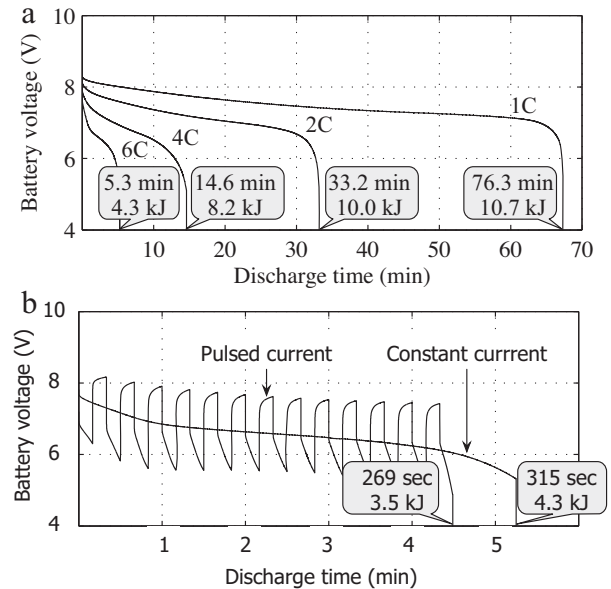 a
10
8
6
4
Battery voltage (V)
1C
2C
4C
6C
5.3 min
4.3 kJ
14.6 min
8.2 kJ
33.2 min
10.0 kJ
76.3 min
10.7 kJ
10 20 30 40 50 60 70
Discharge time (min)
b
10
8
6
4
Battery voltage (V)
Pulsed current
Constant currrent
269 sec
3.5 kJ
315 sec
4.3 kJ
1 2 3 4 5
Discharge time (min)